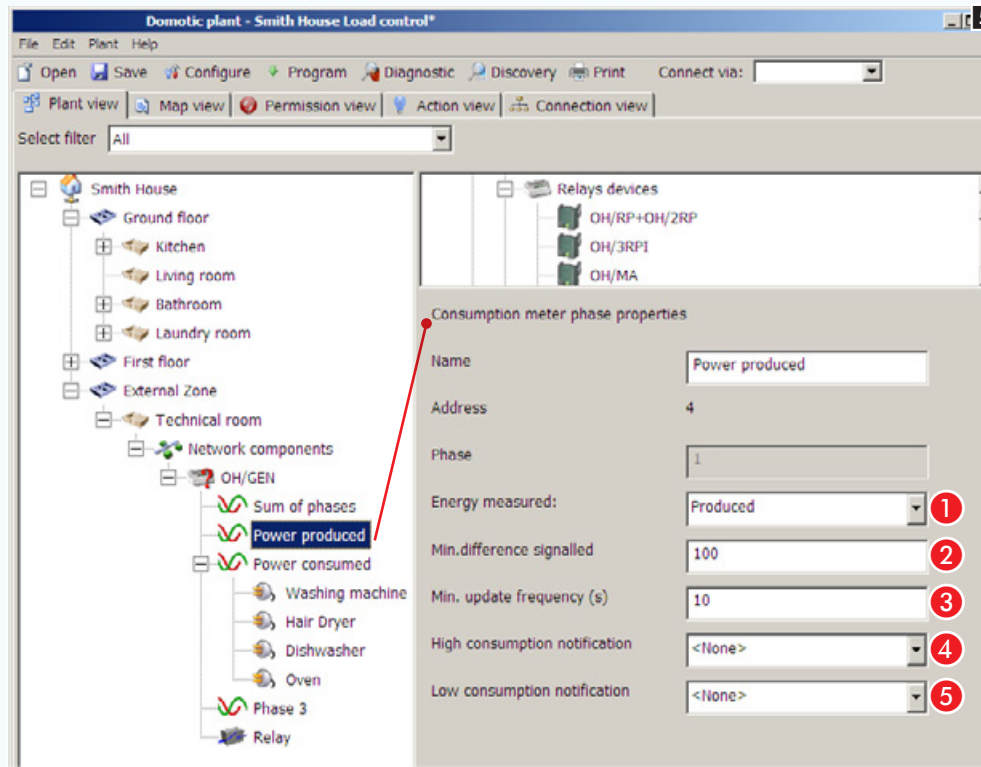 Domotic plant - Smith House Load control*
File Edit Plant Help
Open Save Configure Program Diagnostic Discovery Print Connect via:
Plant view Map view Permission view Action view Connection view
Select filter All
Smith House
Ground floor
Kitchen
Living room
Bathroom
Laundry room
First floor
External Zone
Technical room
Network components
OH/GEN
Sum of phases
Power produced
Power consumed
Washing machine
Hair Dryer
Dishwasher
Oven
Phase 3
Relay
Relays devices
OH/RP+OH/2RP
OH/3RPI
OH/MA
Consumption meter phase properties
Name Power produced
Address 4
Phase 1
Energy measured: Produced 1
Min.difference signalled 100 2
Min. update frequency (s) 10 3
High consumption notification <None> 4
Low consumption notification <None> 5